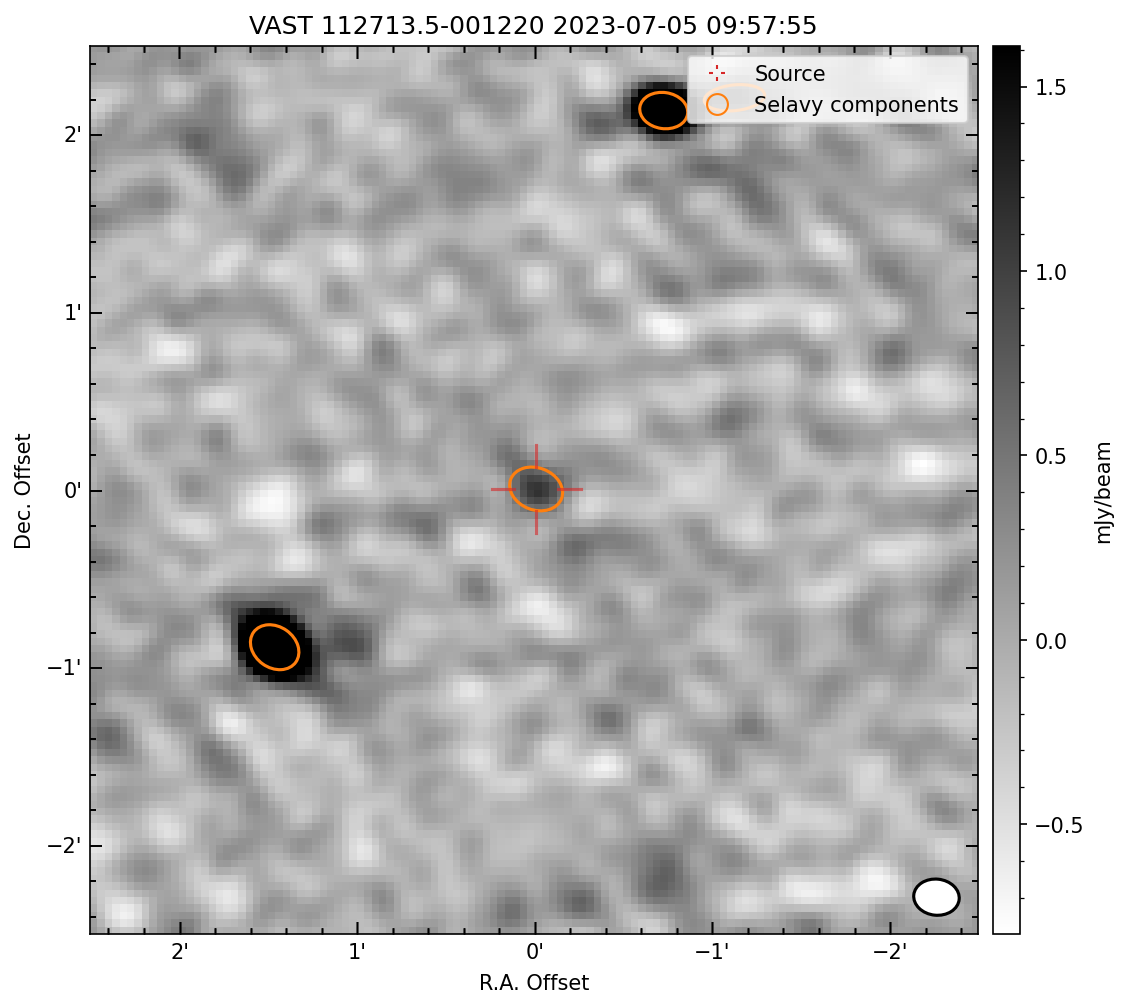 VAST 112713.5-001220 2023-07-05 09:57:55
Source
Selavy components
2'
1'
0'
−1'
−2'
Dec. Offset
2'
1'
0'
−1'
−2'
R.A. Offset
1.5
1.0
0.5
0.0
−0.5
mJy/beam